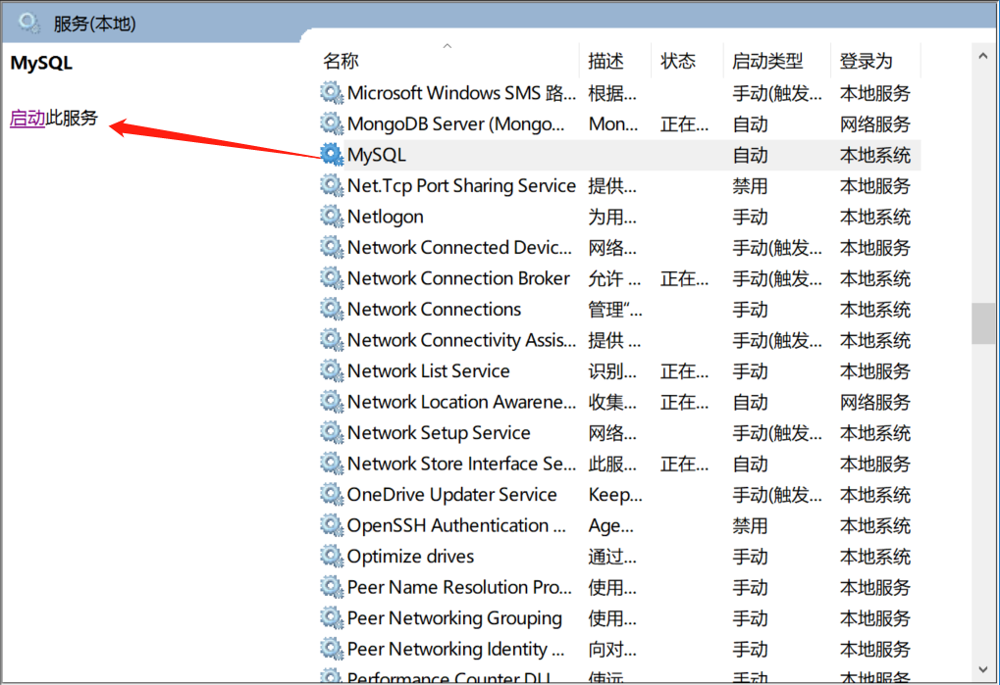 服务(本地)
MySQL
启动此服务
名称 描述 状态 启动类型 登录为
Microsoft Windows SMS 路... 根据... 手动(触发... 本地服务
MongoDB Server (Mongo... Mon... 正在... 自动 网络服务
MySQL 自动 本地系统
Net.Tcp Port Sharing Service 提供... 禁用 本地服务
Netlogon 为用... 手动 本地系统
Network Connected Devic... 网络... 手动(触发... 本地服务
Network Connection Broker 允许 ... 正在... 手动(触发... 本地系统
Network Connections 管理“... 手动 本地系统
Network Connectivity Assis... 提供 ... 手动(触发... 本地系统
Network List Service 识别... 正在... 手动 本地服务
Network Location Awarene... 收集... 正在... 自动 网络服务
Network Setup Service 网络... 手动(触发... 本地系统
Network Store Interface Se... 此服... 正在... 自动 本地服务
OneDrive Updater Service Keep... 手动(触发... 本地系统
OpenSSH Authentication ... Age... 禁用 本地系统
Optimize drives 通过... 手动 本地系统
Peer Name Resolution Pro... 使用... 手动 本地服务
Peer Networking Grouping 使用... 手动 本地服务
Peer Networking Identity ... 向对... 手动 本地服务
Performance Counter DLL 使远... 手动 本地服务